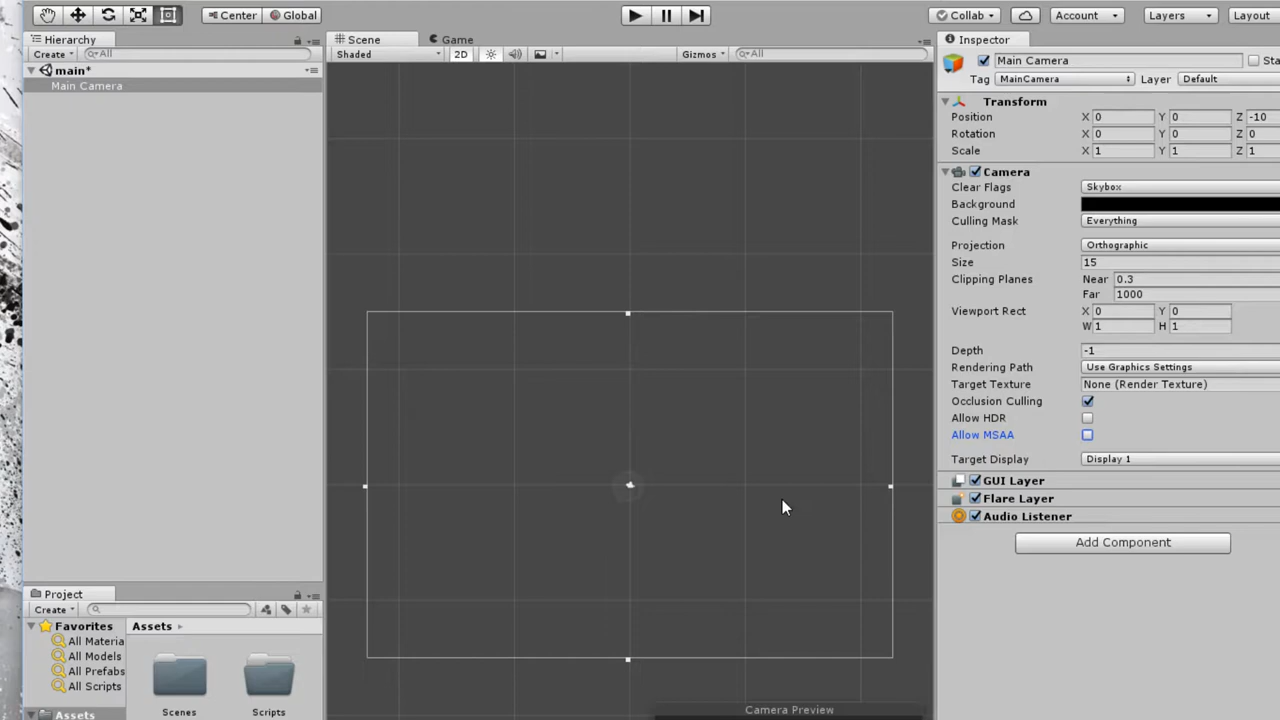 Center Global Collab Account Layers Layout
Hierarchy
Create All
main*
Main Camera
Scene Game
Shaded 2D Gizmos All
Inspector
Main Camera Sta
Tag MainCamera Layer Default
Transform
Position X 0 Y 0 Z -10
Rotation X 0 Y 0 Z 0
Scale X 1 Y 1 Z 1
Camera
Clear Flags Skybox
Background
Culling Mask Everything
Projection Orthographic
Size 15
Clipping Planes Near 0.3
Far 1000
Viewport Rect X 0 Y 0
W 1 H 1
Depth -1
Rendering Path Use Graphics Settings
Target Texture None (Render Texture)
Occlusion Culling
Allow HDR
Allow MSAA
Target Display Display 1
GUI Layer
Flare Layer
Audio Listener
Add Component
Project
Create
Favorites
All Materia
All Models
All Prefabs
All Scripts
Assets
Assets
Scenes Scripts
Camera Preview